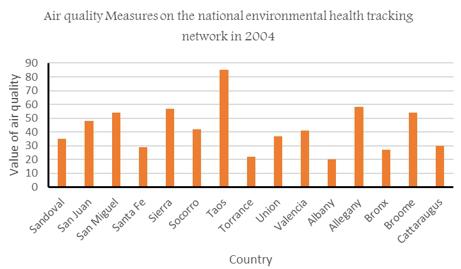 Air quality Measures on the national environmental health tracking
network in 2004
Value of air quality
90
80
70
60
50
40
30
20
10
0
Sandoval
San Juan
San Miguel
Santa Fe
Sierra
Socorro
Taos
Torrance
Union
Valencia
Albany
Allegany
Bronx
Broome
Cattaraugus
Country